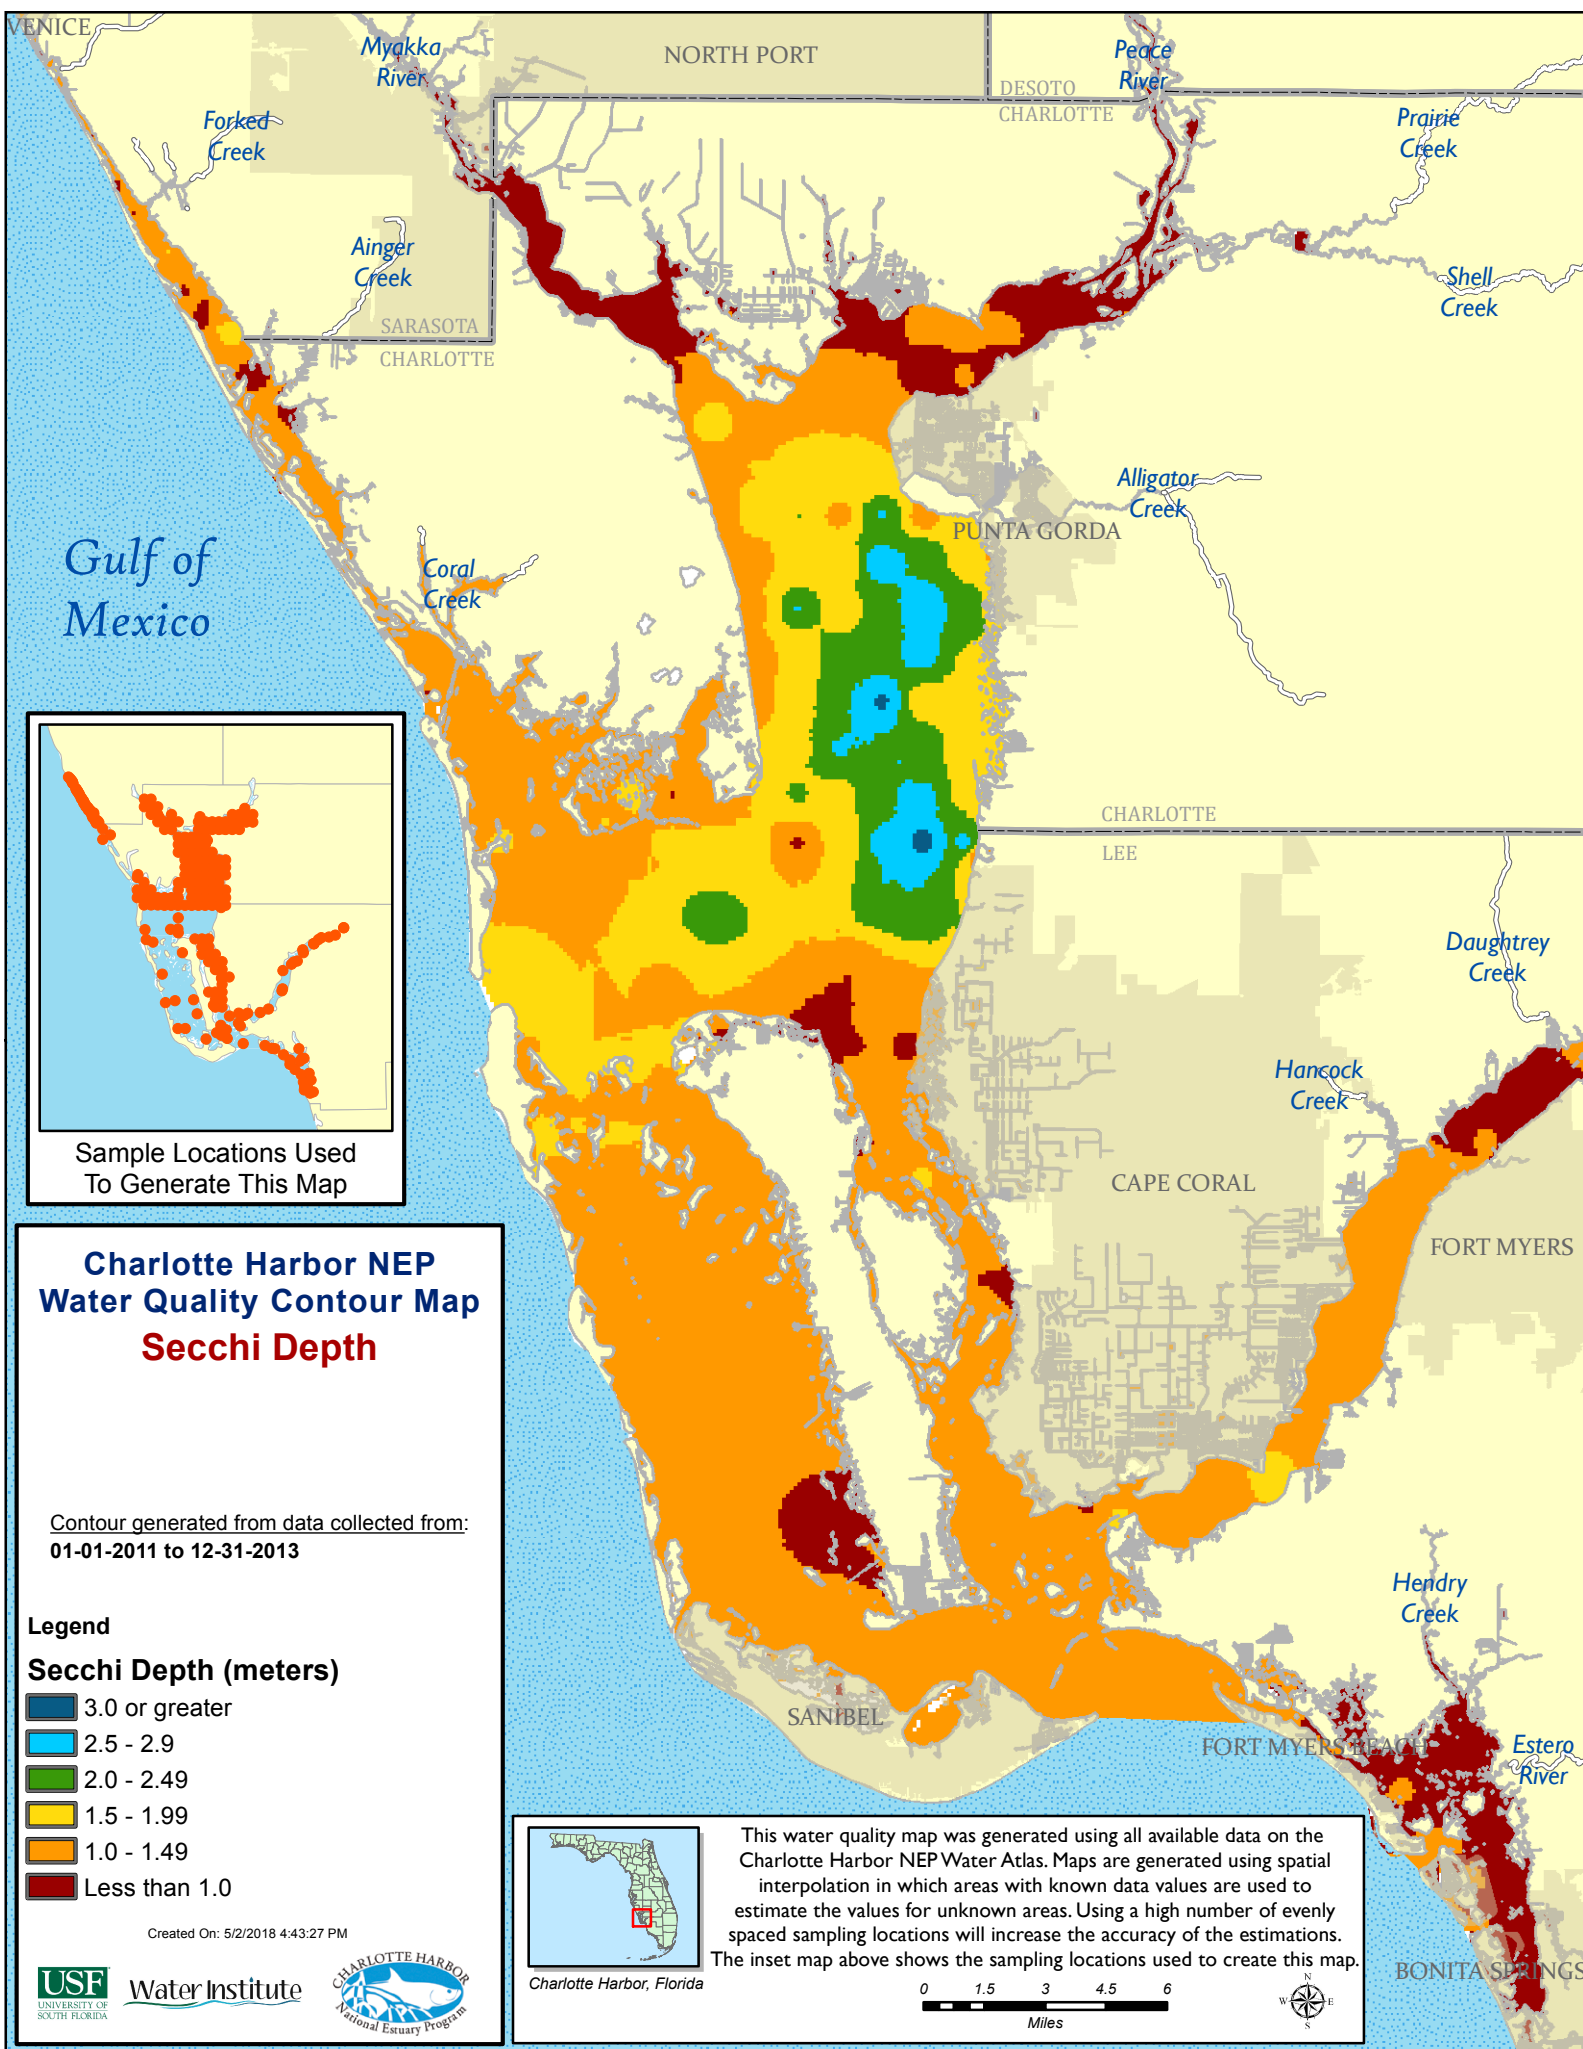 VENICE
Myakka
River
NORTH PORT
Peace
River
DESOTO
CHARLOTTE
Forked
Creek
Prairie
Creek
Ainger
Creek
Shell
Creek
SARASOTA
CHARLOTTE
Alligator
Creek
PUNTA GORDA
Gulf of
Mexico
Coral
Creek
CHARLOTTE
LEE
Daughtrey
Creek
Hancock
Creek
CAPE CORAL
FORT MYERS
Sample Locations Used
To Generate This Map
Charlotte Harbor NEP
Water Quality Contour Map
Secchi Depth
Contour generated from data collected from:
01-01-2011 to 12-31-2013
Legend
Secchi Depth (meters)
3.0 or greater
2.5 - 2.9
2.0 - 2.49
1.5 - 1.99
1.0 - 1.49
Less than 1.0
Created On: 5/2/2018 4:43:27 PM
USF
UNIVERSITY OF
SOUTH FLORIDA
Water Institute
CHARLOTTE HARBOR
National Estuary Program
Hendry
Creek
SANIBEL
FORT MYERS BEACH
Estero
River
BONITA SPRINGS
Charlotte Harbor, Florida
This water quality map was generated using all available data on the
Charlotte Harbor NEP Water Atlas. Maps are generated using spatial
interpolation in which areas with known data values are used to
estimate the values for unknown areas. Using a high number of evenly
spaced sampling locations will increase the accuracy of the estimations.
The inset map above shows the sampling locations used to create this map.
0 1.5 3 4.5 6
Miles
N
W E
S